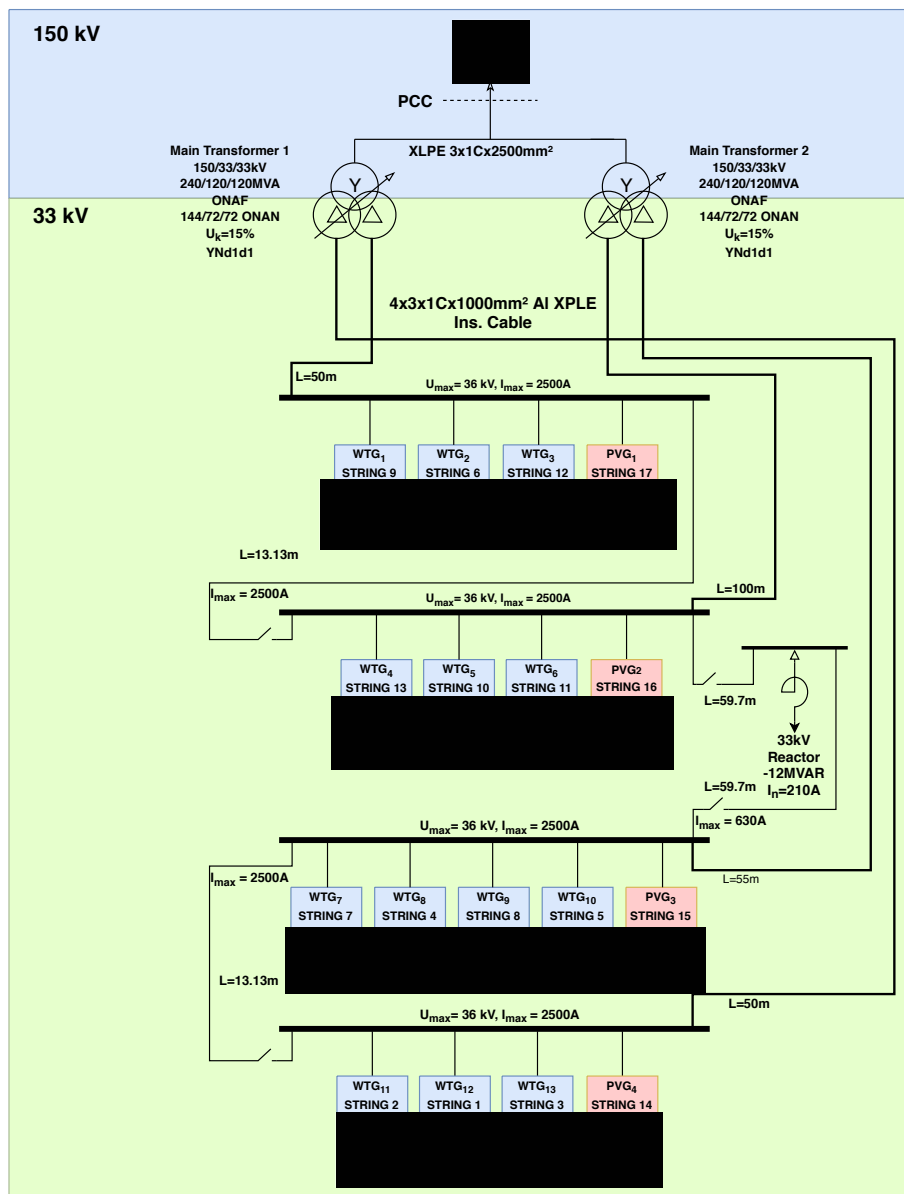 150 kV
PCC
XLPE 3x1Cx2500mm²
Main Transformer 1
150/33/33kV
240/120/120MVA
ONAF
144/72/72 ONAN
Uk=15%
YNd1d1
Y
Main Transformer 2
150/33/33kV
240/120/120MVA
ONAF
144/72/72 ONAN
Uk=15%
YNd1d1
Y
33 kV
4x3x1Cx1000mm² Al XPLE
Ins. Cable
L=50m
Umax= 36 kV, Imax = 2500A
WTG1
STRING 9
WTG2
STRING 6
WTG3
STRING 12
PVG1
STRING 17
L=13.13m
Imax = 2500A
Umax= 36 kV, Imax = 2500A
L=100m
WTG4
STRING 13
WTG5
STRING 10
WTG6
STRING 11
PVG2
STRING 16
L=59.7m
33kV
Reactor
-12MVAR
In=210A
L=59.7m
Imax = 630A
Umax= 36 kV, Imax = 2500A
Imax = 2500A
L=55m
WTG7
STRING 7
WTG8
STRING 4
WTG9
STRING 8
WTG10
STRING 5
PVG3
STRING 15
L=13.13m
L=50m
Umax= 36 kV, Imax = 2500A
WTG11
STRING 2
WTG12
STRING 1
WTG13
STRING 3
PVG4
STRING 14